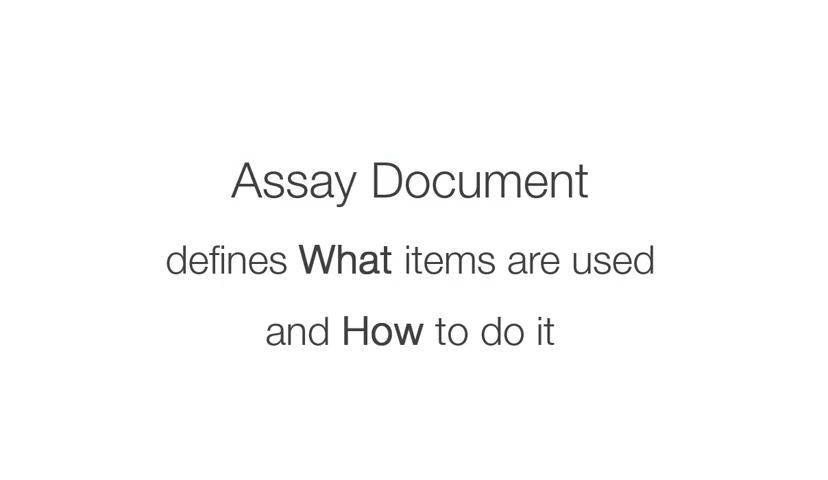 Assay Document
defines What items are used
and How to do it